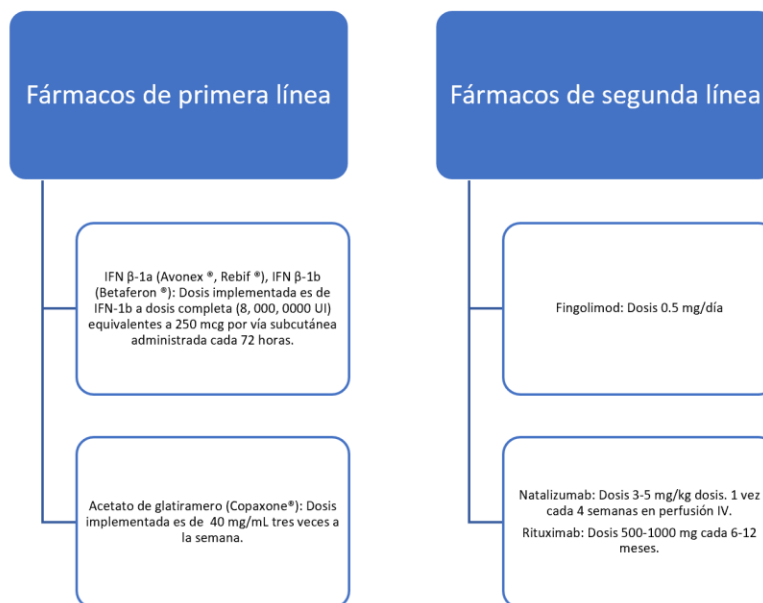 Fármacos de primera línea
IFN β-1a (Avonex ®, Rebif ®), IFN β-1b
(Betaferon ®): Dosis implementada es de
IFN-1b a dosis completa (8, 000, 0000 UI)
equivalentes a 250 mcg por vía subcutánea
administrada cada 72 horas.
Acetato de glatiramero (Copaxone®): Dosis
implementada es de 40 mg/mL tres veces a
la semana.
Fármacos de segunda línea
Fingolimod: Dosis 0.5 mg/día
Natalizumab: Dosis 3-5 mg/kg dosis. 1 vez
cada 4 semanas en perfusión IV.
Rituximab: Dosis 500-1000 mg cada 6-12
meses.